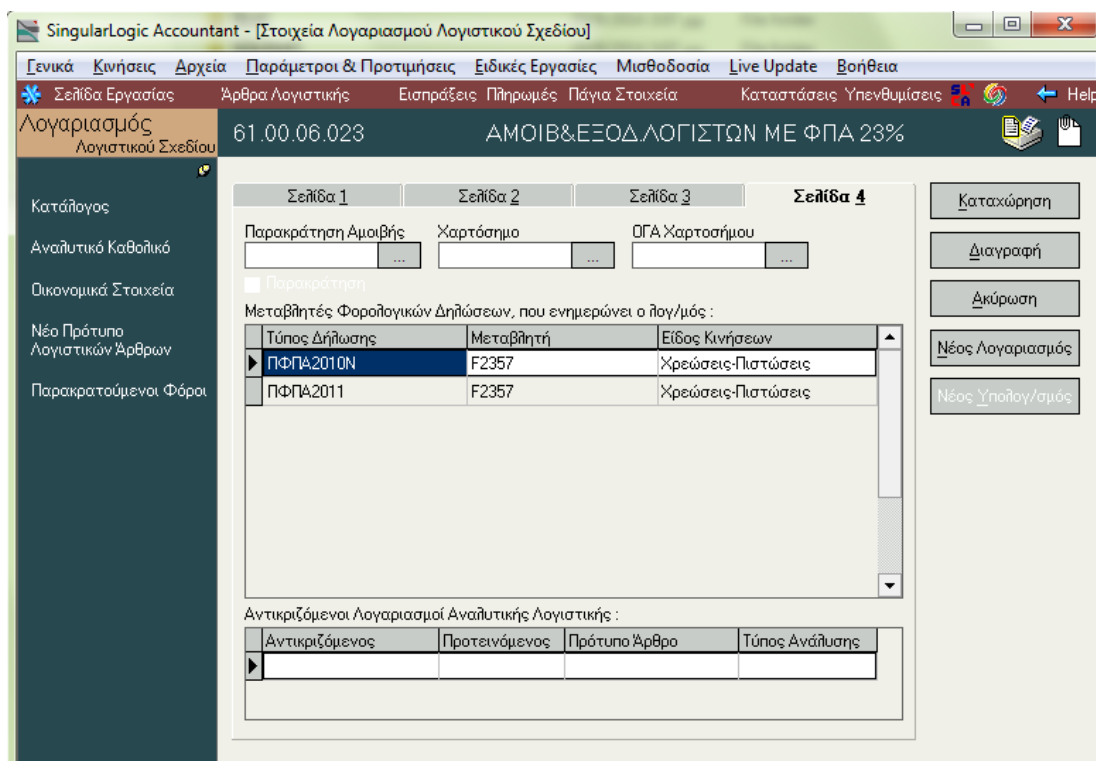 SingularLogic Accountant - [Στοιχεία Λογαριασμού Λογιστικού Σχεδίου]
Γενικά Κινήσεις Αρχεία Παράμετροι & Προτιμήσεις Ειδικές Εργασίες Μισθοδοσία Live Update Βοήθεια
Σελίδα Εργασίας Άρθρα Λογιστικής Εισπράξεις Πληρωμές Πάγια Στοιχεία Καταστάσεις Υπενθυμίσεις Help
Λογαριασμός
Λογιστικού Σχεδίου
61.00.06.023 ΑΜΟΙΒ&ΕΞΟΔ.ΛΟΓΙΣΤΩΝ ΜΕ ΦΠΑ 23%
Κατάλογος
Αναλυτικό Καθολικό
Οικονομικά Στοιχεία
Νέο Πρότυπο
Λογιστικών Άρθρων
Παρακρατούμενοι Φόροι
Σελίδα 1 Σελίδα 2 Σελίδα 3 Σελίδα 4
Παρακράτηση Αμοιβής Χαρτόσημο ΟΓΑ Χαρτοσήμου
... ... ...
Παρακράτηση
Μεταβλητές Φορολογικών Δηλώσεων, που ενημερώνει ο λογ/μός :
Τύπος Δήλωσης Μεταβλητή Είδος Κινήσεων
ΠΦΠΑ2010Ν F2357 Χρεώσεις-Πιστώσεις
ΠΦΠΑ2011 F2357 Χρεώσεις-Πιστώσεις
Αντικριζόμενοι Λογαριασμοί Αναλυτικής Λογιστικής :
Αντικριζόμενος Προτεινόμενος Πρότυπο Άρθρο Τύπος Ανάλυσης
Καταχώρηση
Διαγραφή
Ακύρωση
Νέος Λογαριασμός
Νέος Υπολογ/σμός